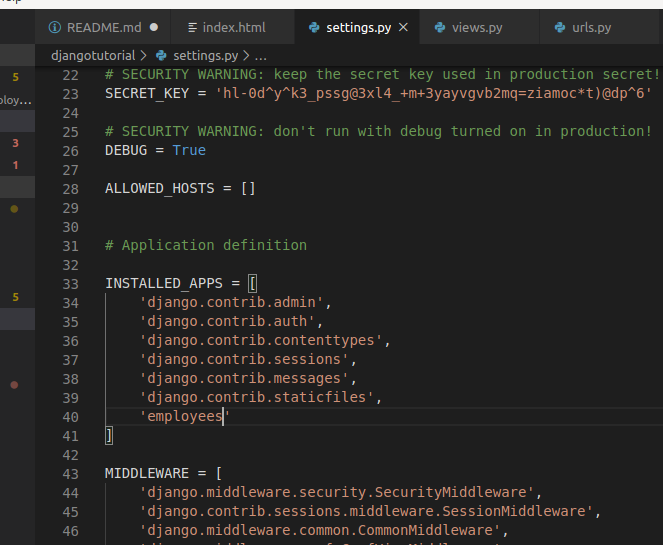 README.md index.html settings.py views.py urls.py
djangotutorial > settings.py > ...
22 # SECURITY WARNING: keep the secret key used in production secret!
23 SECRET_KEY = 'hl-0d^y^k3_pssg@3xl4_+m+3yayvgvb2mq=ziamoc*t)@dp^6'
24
25 # SECURITY WARNING: don't run with debug turned on in production!
26 DEBUG = True
27
28 ALLOWED_HOSTS = []
29
30
31 # Application definition
32
33 INSTALLED_APPS = [
34 'django.contrib.admin',
35 'django.contrib.auth',
36 'django.contrib.contenttypes',
37 'django.contrib.sessions',
38 'django.contrib.messages',
39 'django.contrib.staticfiles',
40 'employees'
41 ]
42
43 MIDDLEWARE = [
44 'django.middleware.security.SecurityMiddleware',
45 'django.contrib.sessions.middleware.SessionMiddleware',
46 'django.middleware.common.CommonMiddleware',
5
ploy...
3
1
5